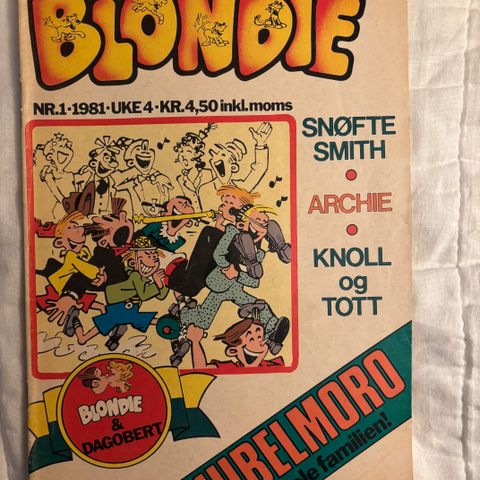 BLONDIE
NR.1·1981·UKE 4·KR.4,50 inkl.moms
SNØFTE
SMITH
•
ARCHIE
•
KNOLL
og
TOTT
BLONDIE
&
DAGOBERT
JUBELMORO
familien!